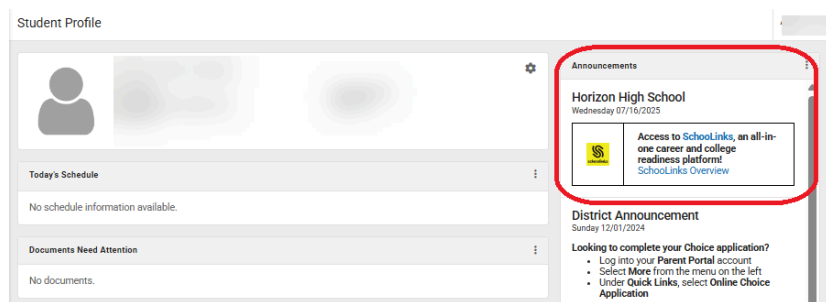 Student Profile
Announcements
Horizon High School
Wednesday 07/16/2025
Access to SchooLinks, an all-in-
one career and college
readiness platform!
SchooLinks Overview
schoolinks
Today's Schedule
No schedule information available.
Documents Need Attention
No documents.
District Announcement
Sunday 12/01/2024
Looking to complete your Choice application?
• Log into your Parent Portal account
• Select More from the menu on the left
• Under Quick Links, select Online Choice
Application